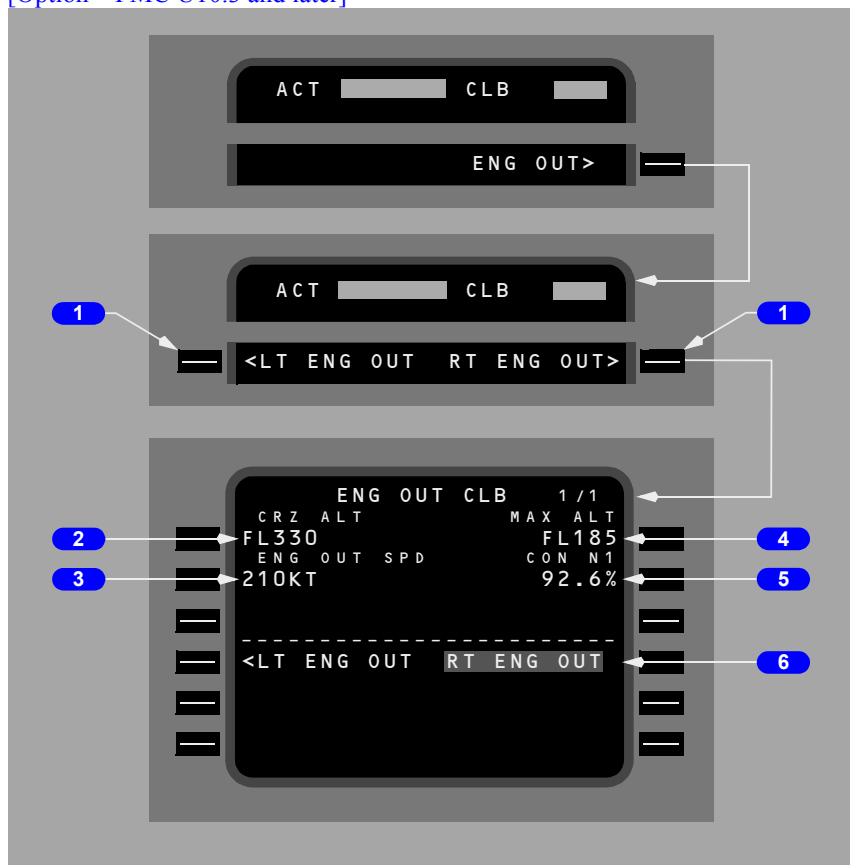 [Option - FMC U10.3 and later]
ACT CLB
ENG OUT>
ACT CLB
1 1
<LT ENG OUT RT ENG OUT>
ENG OUT CLB 1/1
CRZ ALT MAX ALT
2 FL330 FL185 4
ENG OUT SPD CON N1
3 210KT 92.6% 5
------------------------
<LT ENG OUT RT ENG OUT 6